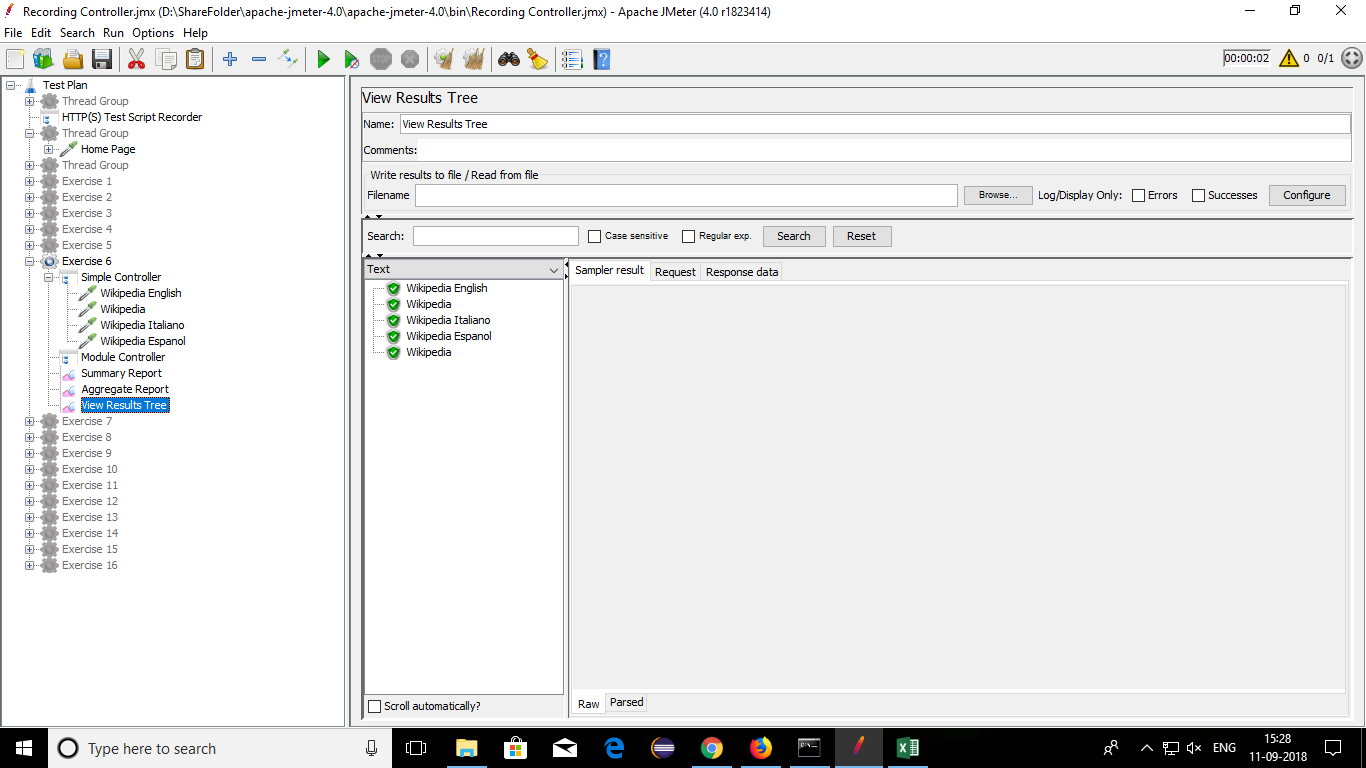 Recording Controller.jmx (D:\ShareFolder\apache-jmeter-4.0\apache-jmeter-4.0\bin\Recording Controller.jmx) - Apache JMeter (4.0 r1823414)
File Edit Search Run Options Help
STOP 00:00:02 0 0/1
Test Plan
Thread Group
HTTP(S) Test Script Recorder
Thread Group
Home Page
Thread Group
Exercise 1
Exercise 2
Exercise 3
Exercise 4
Exercise 5
Exercise 6
Simple Controller
Wikipedia English
Wikipedia
Wikipedia Italiano
Wikipedia Espanol
Module Controller
Summary Report
Aggregate Report
View Results Tree
Exercise 7
Exercise 8
Exercise 9
Exercise 10
Exercise 11
Exercise 12
Exercise 13
Exercise 14
Exercise 15
Exercise 16
View Results Tree
Name: View Results Tree
Comments:
Write results to file / Read from file
Filename Browse... Log/Display Only: Errors Successes Configure
Search: Case sensitive Regular exp. Search Reset
Text
Wikipedia English
Wikipedia
Wikipedia Italiano
Wikipedia Espanol
Wikipedia
Scroll automatically?
Sampler result Request Response data
Raw Parsed
Type here to search
ENG
15:28
11-09-2018